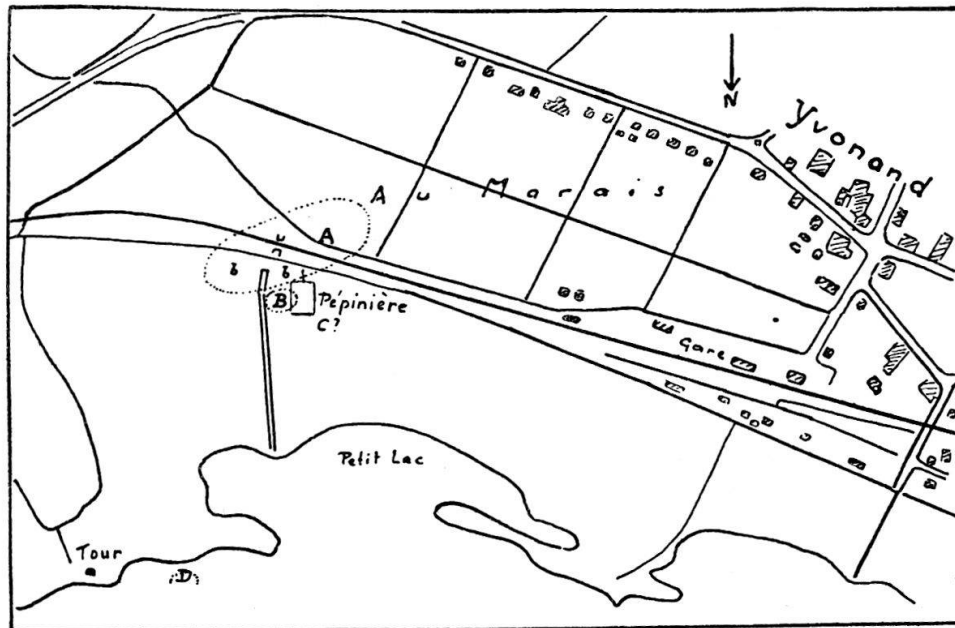 N
Yvonand
Au Marais
A
b
b
B
Pépinière
C?
Gare
Petit Lac
Tour
D